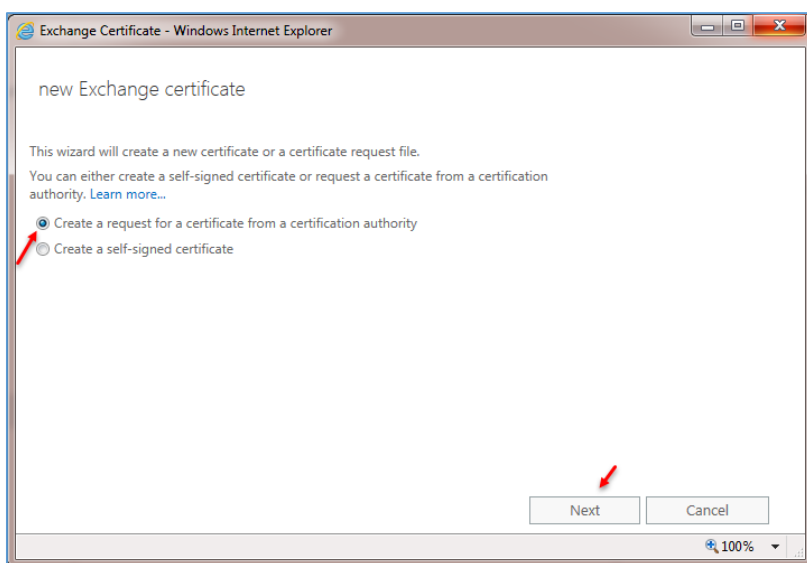 Exchange Certificate - Windows Internet Explorer
new Exchange certificate
This wizard will create a new certificate or a certificate request file.
You can either create a self-signed certificate or request a certificate from a certification
authority. Learn more...
Create a request for a certificate from a certification authority
Create a self-signed certificate
Next
Cancel
100%